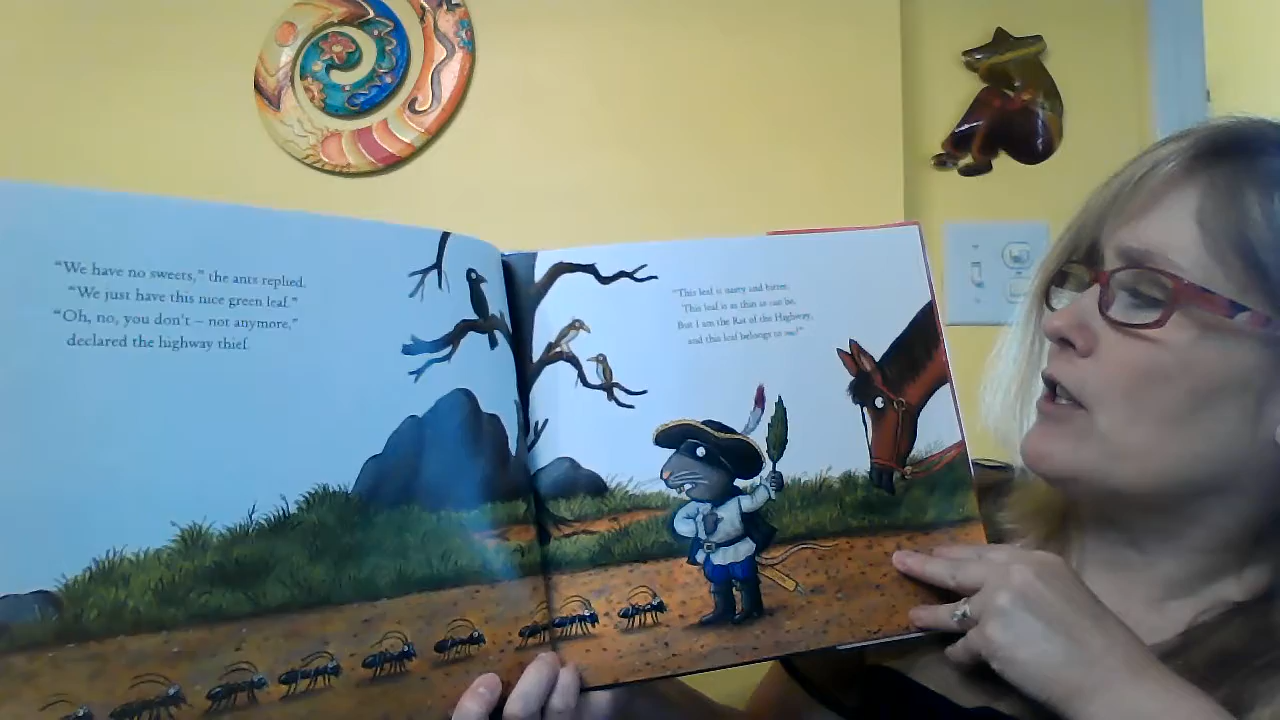 "We have no sweets," the ants replied.
"We just have this nice green leaf."
"Oh, no, you don't – not anymore,"
declared the highway thief.
"This leaf is nasty and bitter.
This leaf is as thin as can be.
But I am the Rat of the Highway,
and this leaf belongs to me!"